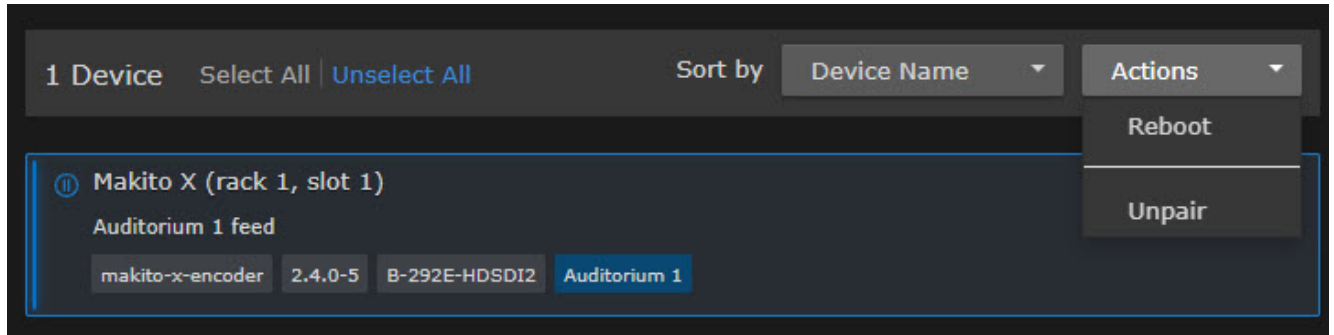 1 Device Select All | Unselect All Sort by Device Name Actions
Reboot
Unpair
Makito X (rack 1, slot 1)
Auditorium 1 feed
makito-x-encoder 2.4.0-5 B-292E-HDSDI2 Auditorium 1